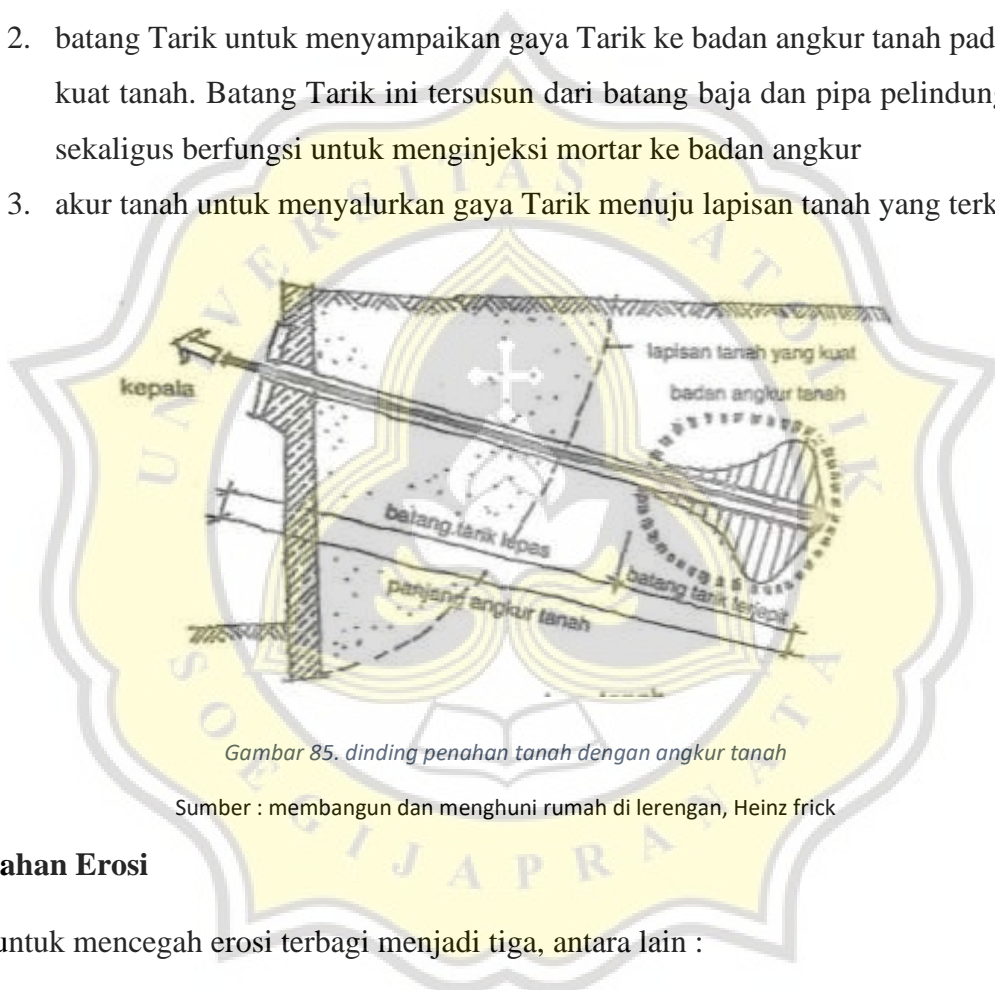 2. batang Tarik untuk menyampaikan gaya Tarik ke badan angkur tanah pad
kuat tanah. Batang Tarik ini tersusun dari batang baja dan pipa pelindung
sekaligus berfungsi untuk menginjeksi mortar ke badan angkur
3. akur tanah untuk menyalurkan gaya Tarik menuju lapisan tanah yang terk
UNIVERSITAS KATOLIK
kepala
lapisan tanah yang kuat
badan angkur tanah
batang tarik lepas
batang tarik terjepit
panjang angkur tanah
Gambar 85. dinding penahan tanah dengan angkur tanah
Sumber : membangun dan menghuni rumah di lerengan, Heinz frick
SOEGIJAPRANATA
ahan Erosi
untuk mencegah erosi terbagi menjadi tiga, antara lain :